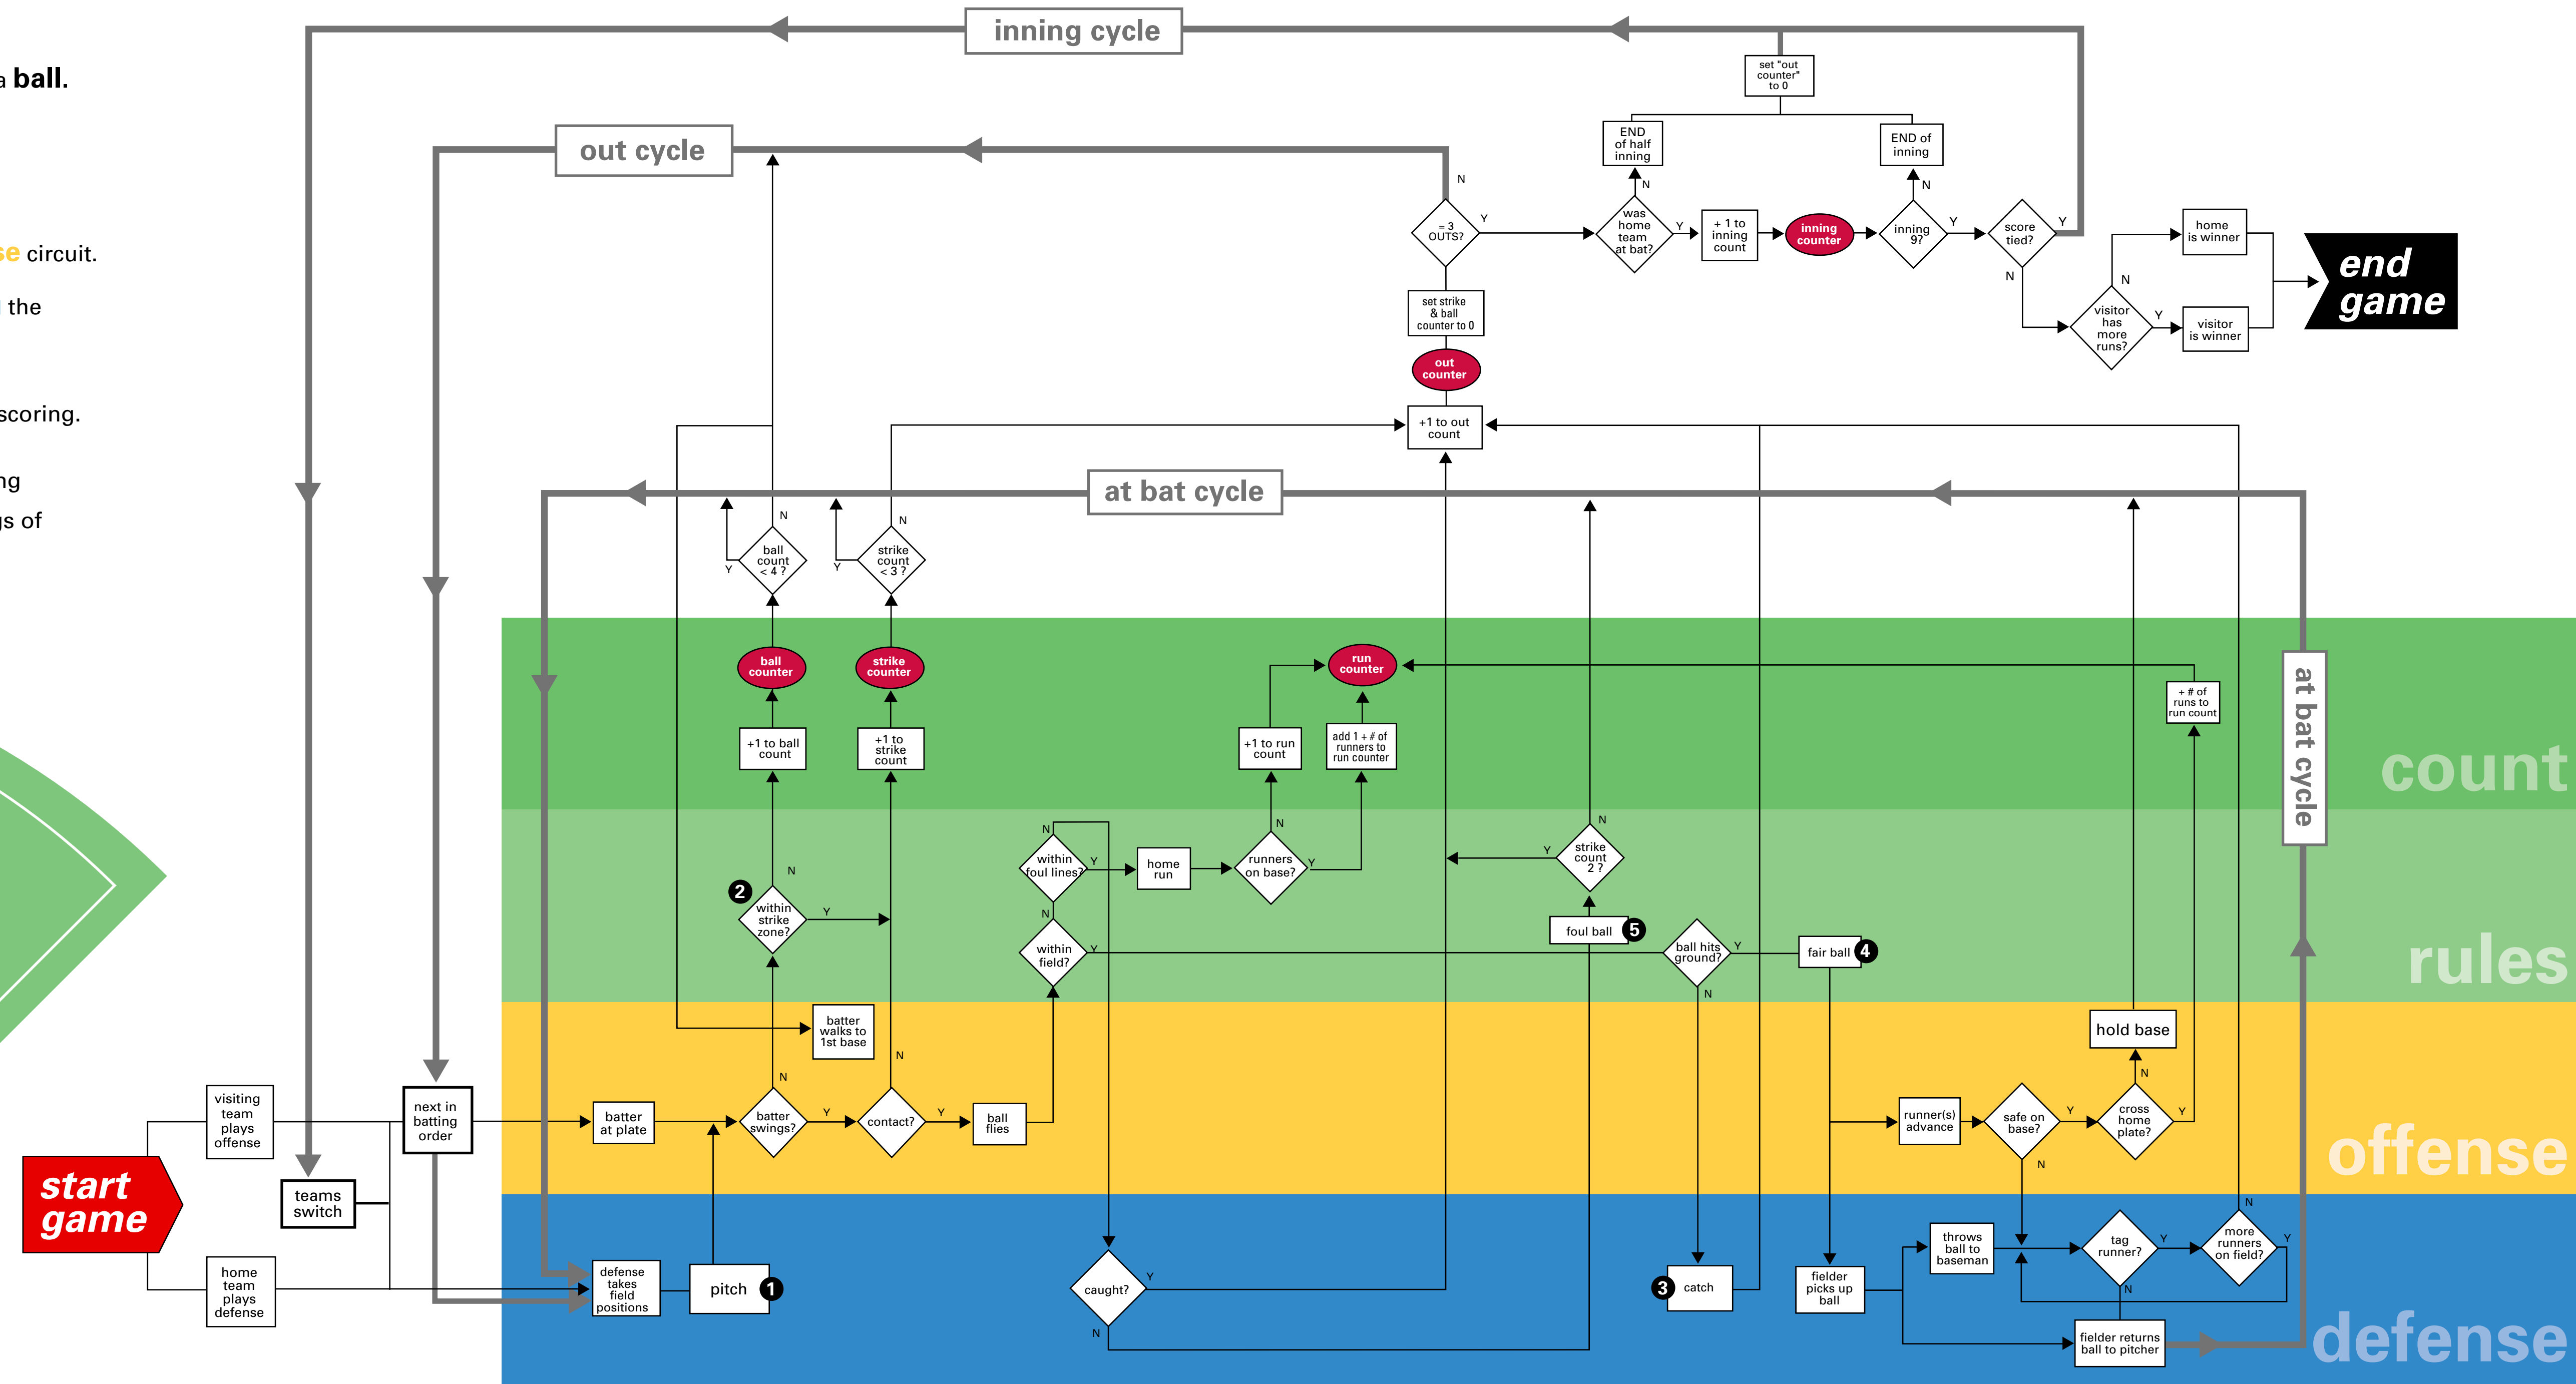 inning cycle
a ball.
set "out
counter"
to 0
out cycle
END
of half
inning
END of
inning
N
N
N
= 3
OUTS?
Y
was
home
team
at bat?
Y
+ 1 to
inning
count
inning
counter
inning
9?
Y
score
tied?
Y
N
home
is winner
end
game
se circuit.
N
visitor
has
more
runs?
Y
visitor
is winner
the
set strike
& ball
counter to 0
out
counter
scoring.
+1 to out
count
ng
gs of
at bat cycle
N
N
ball
count
< 4 ?
Y
strike
count
< 3 ?
Y
ball
counter
strike
counter
run
counter
+ # of
runs to
run count
at bat cycle
+1 to ball
count
+1 to
strike
count
+1 to run
count
add 1 + # of
runners to
run counter
count
N
N
N
within
foul lines?
Y
home
run
runners
on base?
Y
Y
strike
count
2 ?
N
2
within
strike
zone?
Y
N
within
field?
Y
foul ball
5
ball hits
ground?
Y
fair ball
4
rules
N
batter
walks to
1st base
N
N
hold base
N
visiting
team
plays
offense
next in
batting
order
batter
at plate
batter
swings?
Y
contact?
Y
ball
flies
runner(s)
advance
safe on
base?
Y
cross
home
plate?
Y
N
offense
start
game
teams
switch
N
home
team
plays
defense
defense
takes
field
positions
pitch
1
caught?
Y
N
3
catch
fielder
picks up
ball
throws
ball to
baseman
tag
runner?
Y
more
runners
on field?
Y
N
fielder returns
ball to pitcher
defense